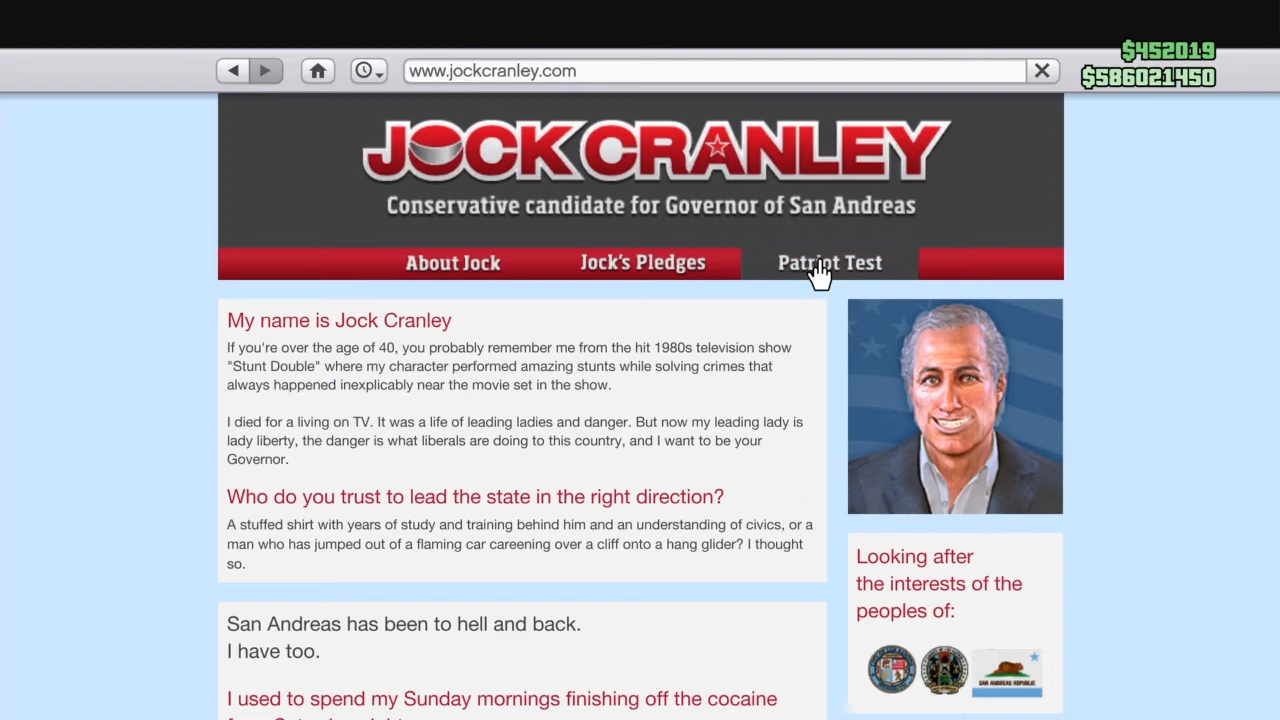 $452019
www.jockcranley.com
$586021450
JOCK CRANLEY
Conservative candidate for Governor of San Andreas
About Jock
Jock's Pledges
Patriot Test
My name is Jock Cranley
If you're over the age of 40, you probably remember me from the hit 1980s television show
"Stunt Double" where my character performed amazing stunts while solving crimes that
always happened inexplicably near the movie set in the show.
I died for a living on TV. It was a life of leading ladies and danger. But now my leading lady is
lady liberty, the danger is what liberals are doing to this country, and I want to be your
Governor.
Who do you trust to lead the state in the right direction?
A stuffed shirt with years of study and training behind him and an understanding of civics, or a
man who has jumped out of a flaming car careening over a cliff onto a hang glider? I thought
so.
San Andreas has been to hell and back.
I have too.
I used to spend my Sunday mornings finishing off the cocaine
Looking after
the interests of the
peoples of:
SAN ANDREAS REPUBLIC